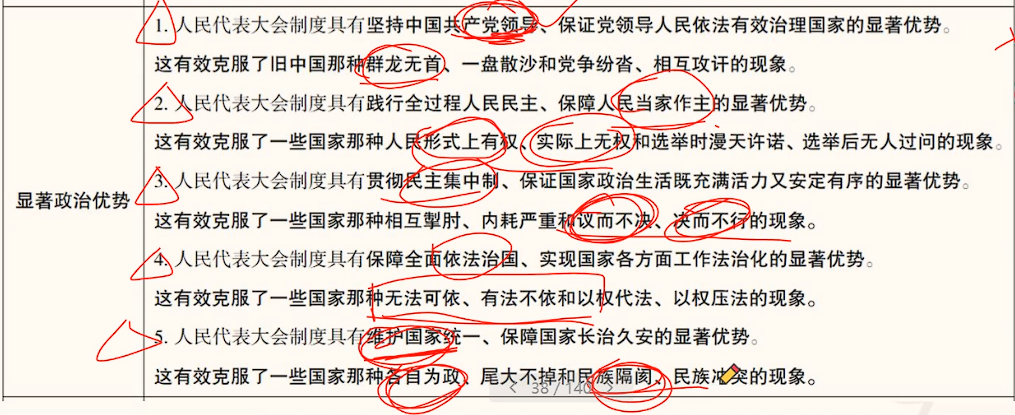 1. 人民代表大会制度具有坚持中国共产党领导、保证党领导人民依法有效治理国家的显著优势。
这有效克服了旧中国那种群龙无首、一盘散沙和党争纷沓、相互攻讦的现象。
2. 人民代表大会制度具有践行全过程人民民主、保障人民当家作主的显著优势。
这有效克服了一些国家那种人民形式上有权、实际上无权和选举时漫天许诺、选举后无人过问的现象。
3. 人民代表大会制度具有贯彻民主集中制、保证国家政治生活既充满活力又安定有序的显著优势。
显著政治优势
这有效克服了一些国家那种相互掣肘、内耗严重和议而不决、决而不行的现象。
4. 人民代表大会制度具有保障全面依法治国、实现国家各方面工作法治化的显著优势。
这有效克服了一些国家那种无法可依、有法不依和以权代法、以权压法的现象。
5. 人民代表大会制度具有维护国家统一、保障国家长治久安的显著优势。
这有效克服了一些国家那种各自为政、尾大不掉和民族隔阂、民族冲突的现象。
< 38 / 140 >